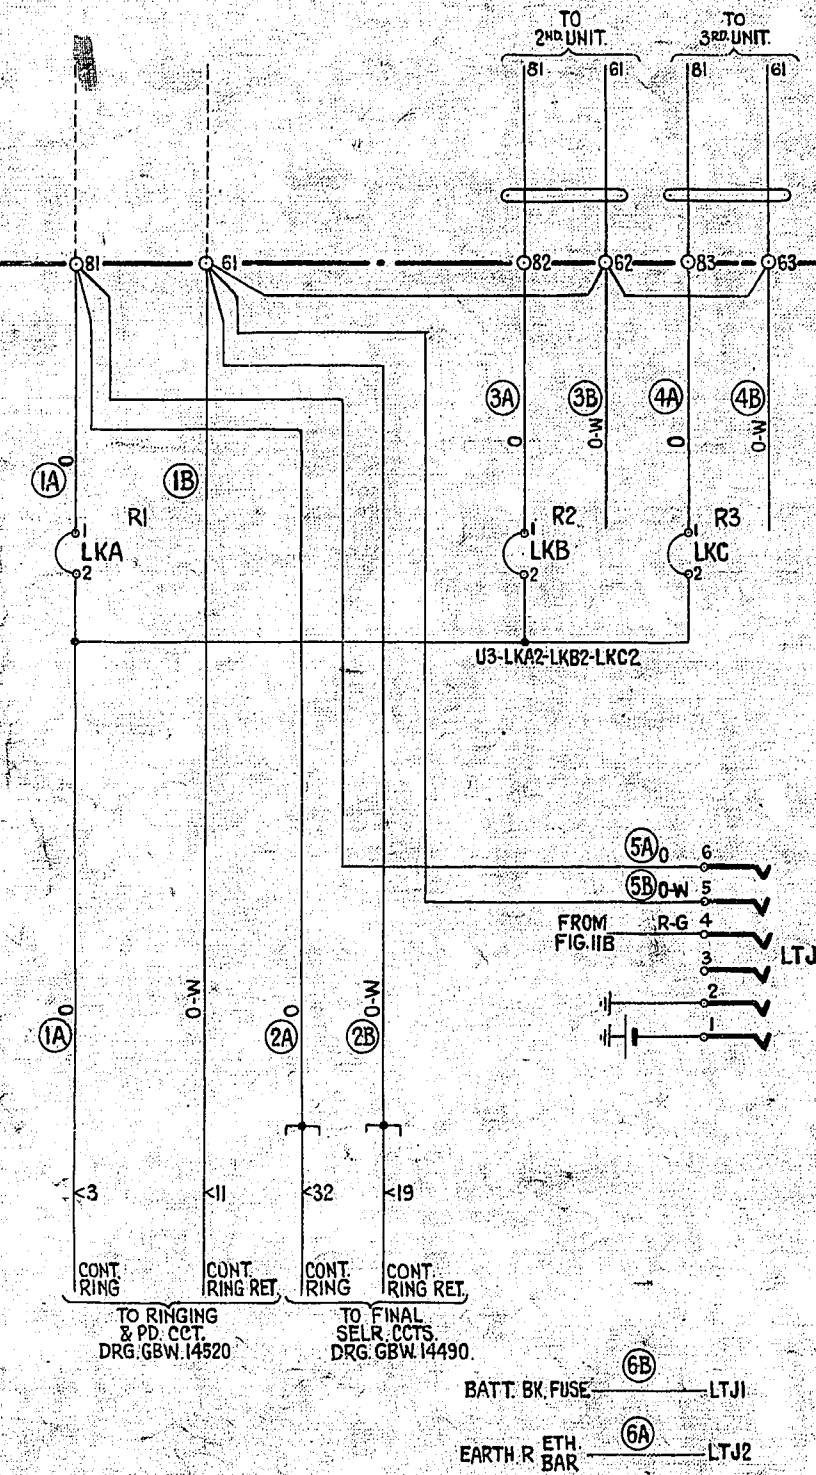 TO
2ND. UNIT.
TO
3RD. UNIT.
81
61
81
61
81
61
82
62
83
63
3A
3B
4A
4B
O
O-W
O
O-W
1A
O
1B
R1
1
LKA
2
1
R2
LKB
2
1
R3
LKC
2
U3-LKA2-LKB2-LKC2
5A
O
6
5B
O-W
5
FROM
FIG. 11B
R-G
4
3
LTJ
2
1
1A
O
O-W
2A
O
2B
O-W
<3
<11
<32
<19
CONT.
RING
CONT.
RING RET.
CONT.
RING
CONT.
RING RET.
TO RINGING
& PD. CCT.
DRG. GBW. 14520
TO FINAL
SELR. CCTS.
DRG. GBW. 14490.
BATT. BK. FUSE
6B
LTJ1
EARTH R ETH.
BAR
6A
LTJ2